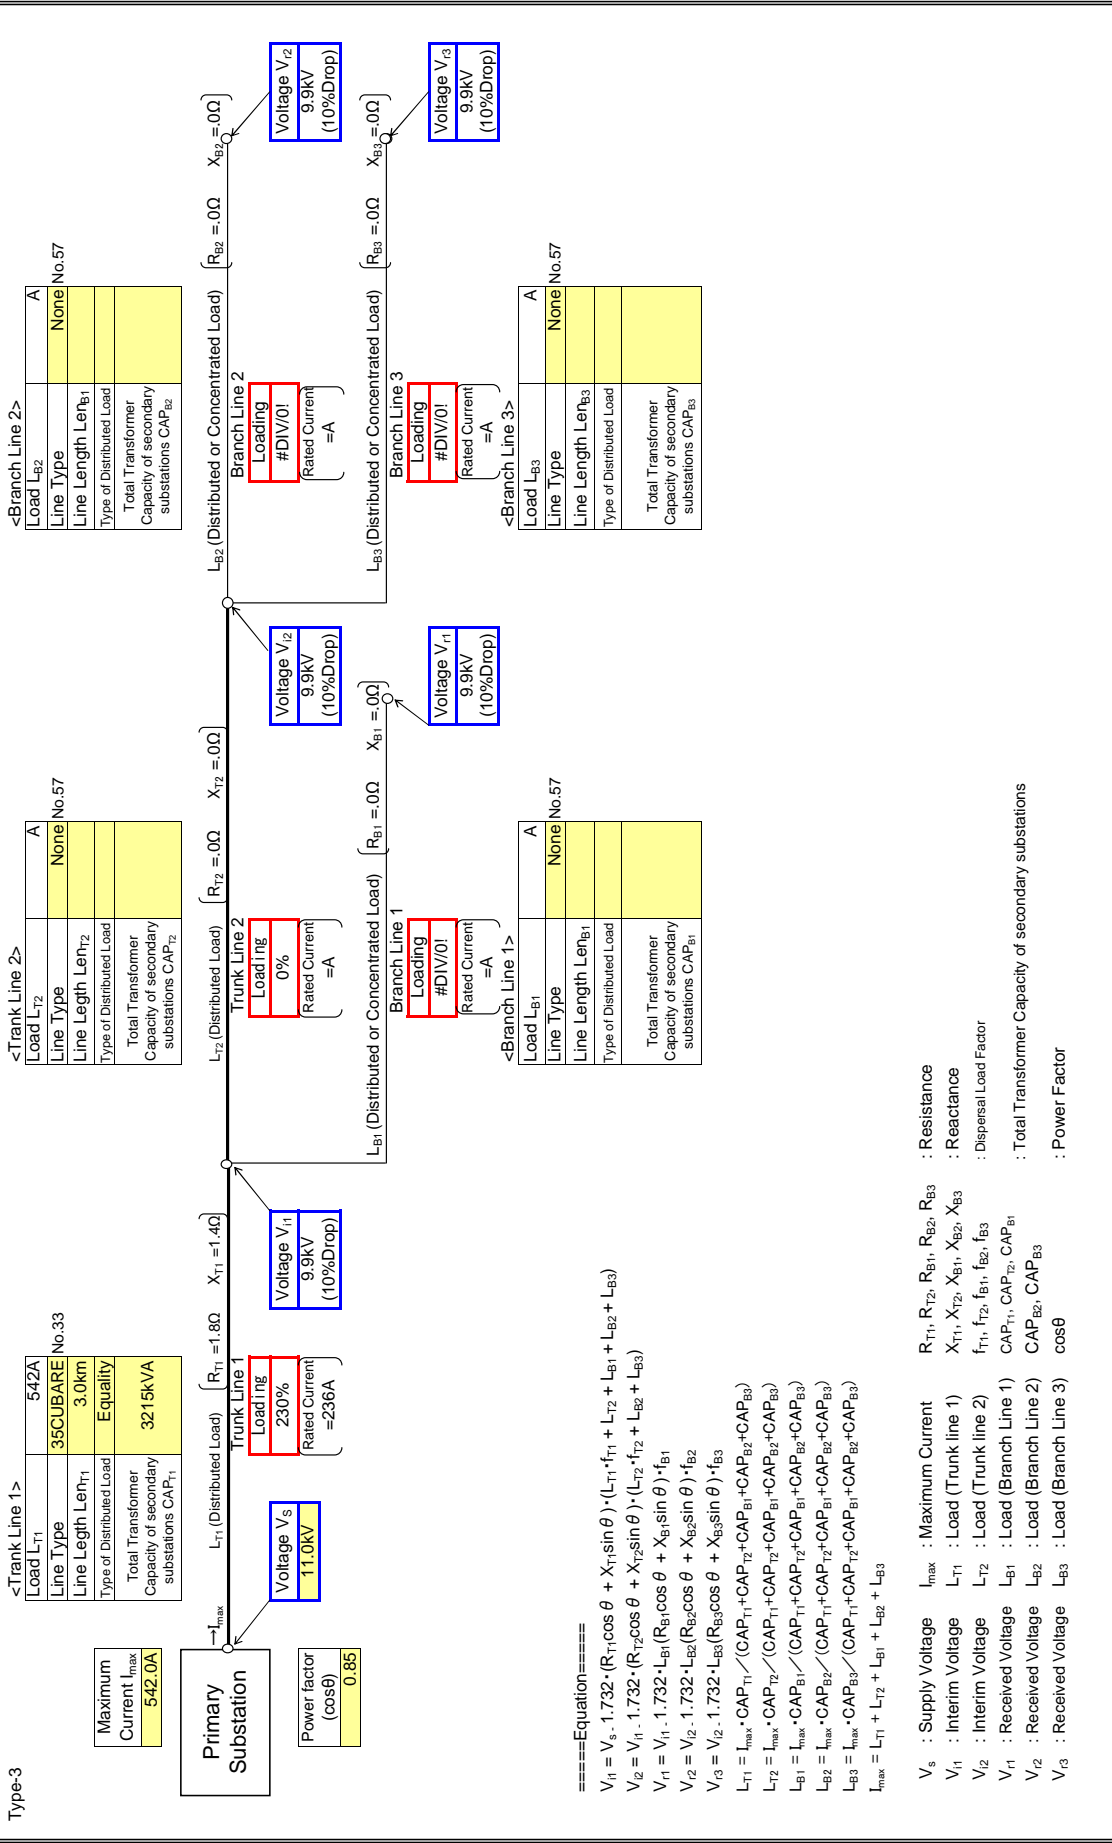 Type-3
Maximum
Current Imax
542.0A
Primary
Substation
Power factor
(cosθ)
0.85
→Imax
Voltage VS
11.0kV
<Trank Line 1>
Load LT1 542A
Line Type 35CUBARE No.33
Line Legth LenT1 3.0km
Type of Distributed Load Equality
Total Transformer
Capacity of secondary
substations CAPT1
3215kVA
LT1 (Distributed Load)
RT1 =1.8Ω XT1 =1.4Ω
Trunk Line 1
Loading
230%
Rated Current
=236A
Voltage Vi1
9.9kV
(10%Drop)
<Trank Line 2>
Load LT2 A
Line Type None No.57
Line Length LenT2
Type of Distributed Load
Total Transformer
Capacity of secondary
substations CAPT2
LT2 (Distributed Load)
RT2 =.0Ω XT2 =.0Ω
Trunk Line 2
Loading
0%
Rated Current
=A
Voltage Vi2
9.9kV
(10%Drop)
LB1 (Distributed or Concentrated Load)
RB1 =.0Ω XB1 =.0Ω
Branch Line 1
Loading
#DIV/0!
Rated Current
=A
Voltage Vr1
9.9kV
(10%Drop)
<Branch Line 1>
Load LB1 A
Line Type None No.57
Line Length LenB1
Type of Distributed Load
Total Transformer
Capacity of secondary
substations CAPB1
<Branch Line 2>
Load LB2 A
Line Type None No.57
Line Length LenB1
Type of Distributed Load
Total Transformer
Capacity of secondary
substations CAPB2
LB2 (Distributed or Concentrated Load)
RB2 =.0Ω XB2 =.0Ω
Branch Line 2
Loading
#DIV/0!
Rated Current
=A
Voltage Vr2
9.9kV
(10%Drop)
LB3 (Distributed or Concentrated Load)
RB3 =.0Ω XB3 =.0Ω
Branch Line 3
Loading
#DIV/0!
Rated Current
=A
Voltage Vr3
9.9kV
(10%Drop)
<Branch Line 3>
Load LB3 A
Line Type None No.57
Line Length LenB3
Type of Distributed Load
Total Transformer
Capacity of secondary
substations CAPB3
=====Equation=====
Vi1 = Vs - 1.732・(RT1cos θ + XT1sin θ)・(LT1・fT1 + LT2 + LB1 + LB2 + LB3)
Vi2 = Vi1 - 1.732・(RT2cos θ + XT2sin θ)・(LT2・fT2 + LB2 + LB3)
Vr1 = Vi1 - 1.732・LB1(RB1cos θ + XB1sin θ)・fB1
Vr2 = Vi2 - 1.732・LB2(RB2cos θ + XB2sin θ)・fB2
Vr3 = Vi2 - 1.732・LB3(RB3cos θ + XB3sin θ)・fB3
LT1 = Imax・CAPT1／(CAPT1+CAPT2+CAPB1+CAPB2+CAPB3)
LT2 = Imax・CAPT2／(CAPT1+CAPT2+CAPB1+CAPB2+CAPB3)
LB1 = Imax・CAPB1／(CAPT1+CAPT2+CAPB1+CAPB2+CAPB3)
LB2 = Imax・CAPB2／(CAPT1+CAPT2+CAPB1+CAPB2+CAPB3)
LB3 = Imax・CAPB3／(CAPT1+CAPT2+CAPB1+CAPB2+CAPB3)
Imax = LT1 + LT2 + LB1 + LB2 + LB3
Vs : Supply Voltage Imax : Maximum Current RT1, RT2, RB1, RB2, RB3 : Resistance
Vi1 : Interim Voltage LT1 : Load (Trunk line 1) XT1, XT2, XB1, XB2, XB3 : Reactance
Vi2 : Interim Voltage LT2 : Load (Trunk line 2) fT1, fT2, fB1, fB2, fB3 : Dispersal Load Factor
Vr1 : Received Voltage LB1 : Load (Branch Line 1) CAPT1, CAPT2, CAPB1
Vr2 : Received Voltage LB2 : Load (Branch Line 2) CAPB2, CAPB3 : Total Transformer Capacity of secondary substations
Vr3 : Received Voltage LB3 : Load (Branch Line 3) cosθ : Power Factor